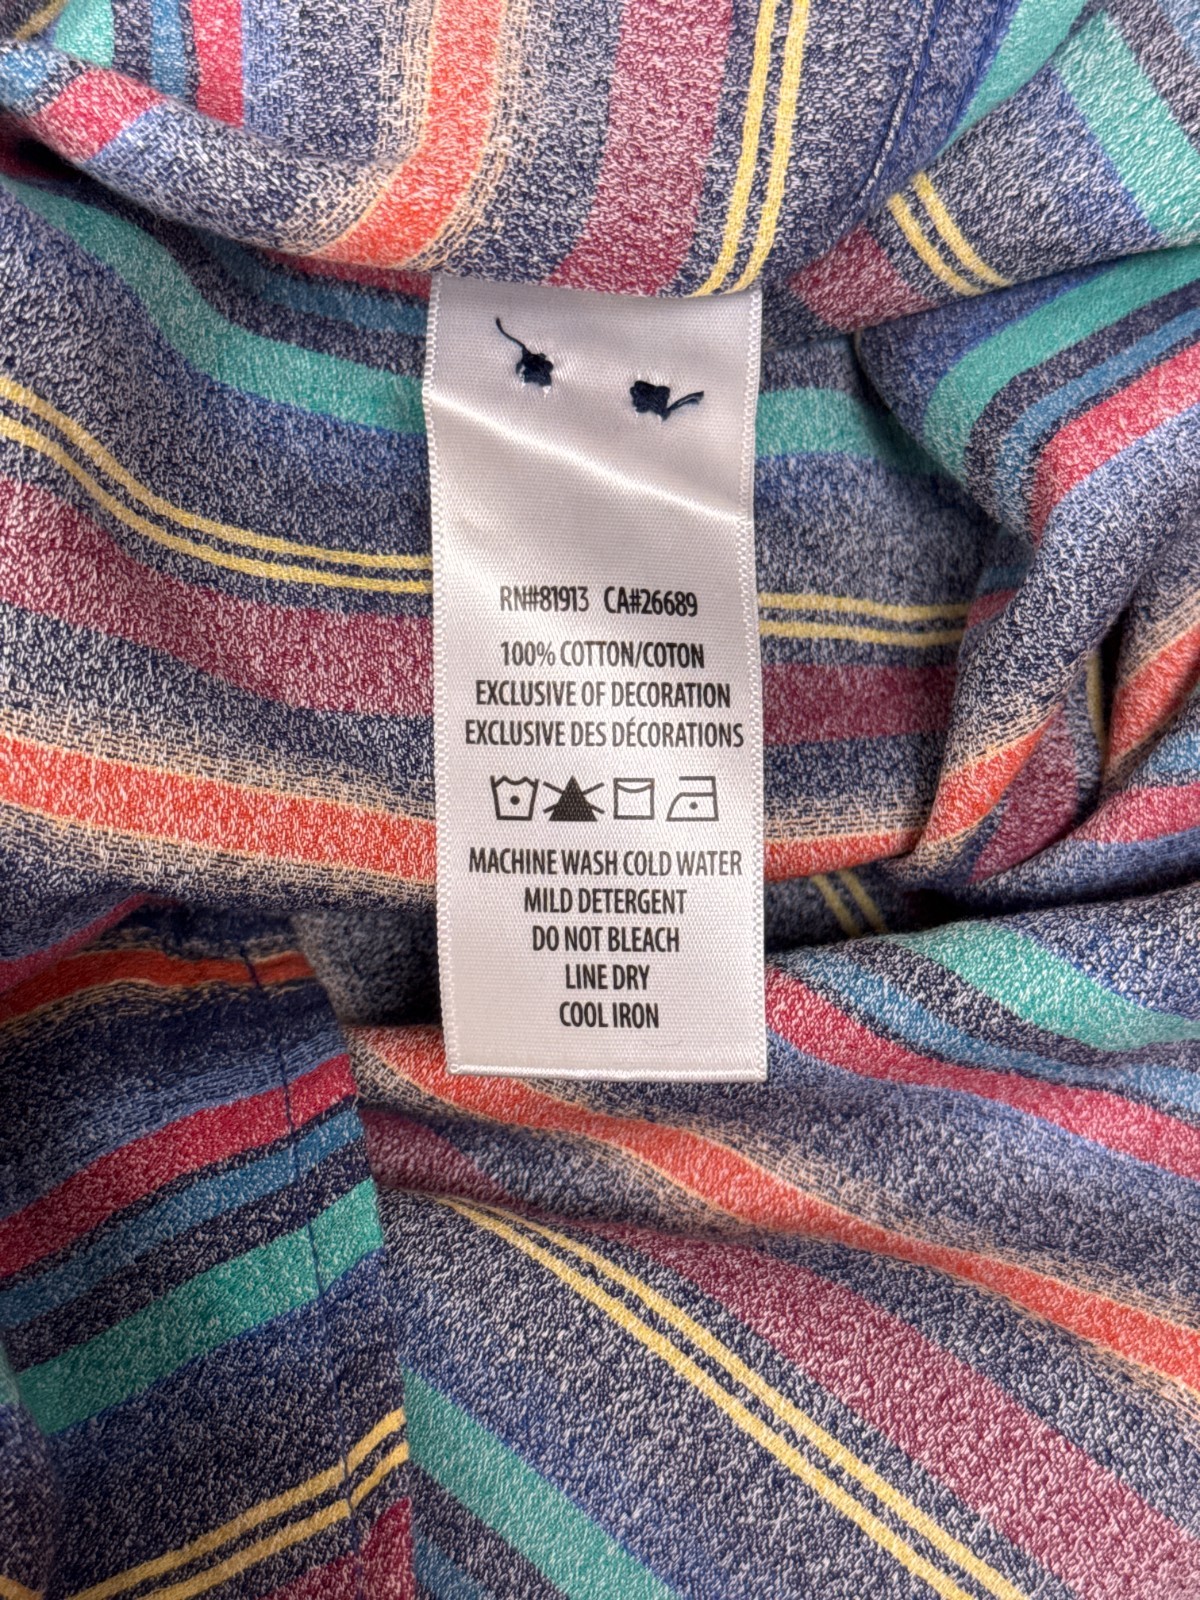 RN#81913 CA#26689
100% COTTON/COTON
EXCLUSIVE OF DECORATION
EXCLUSIVE DES DÉCORATIONS
MACHINE WASH COLD WATER
MILD DETERGENT
DO NOT BLEACH
LINE DRY
COOL IRON